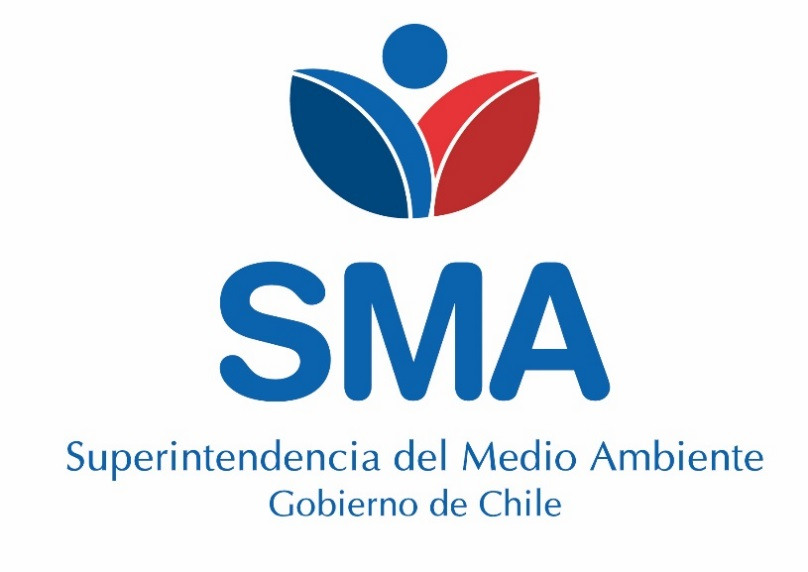 SMA
Superintendencia del Medio Ambiente
Gobierno de Chile